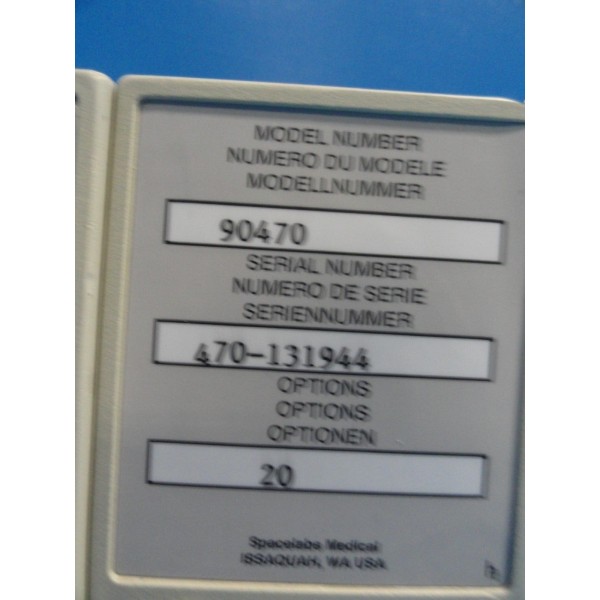 MODEL NUMBER
NUMERO DU MODELE
MODELLNUMMER
90470
SERIAL NUMBER
NUMERO DE SERIE
SERIENNUMMER
470-131944
OPTIONS
OPTIONS
OPTIONEN
20
Spacelabs Medical
ISSAQUAH, WA USA